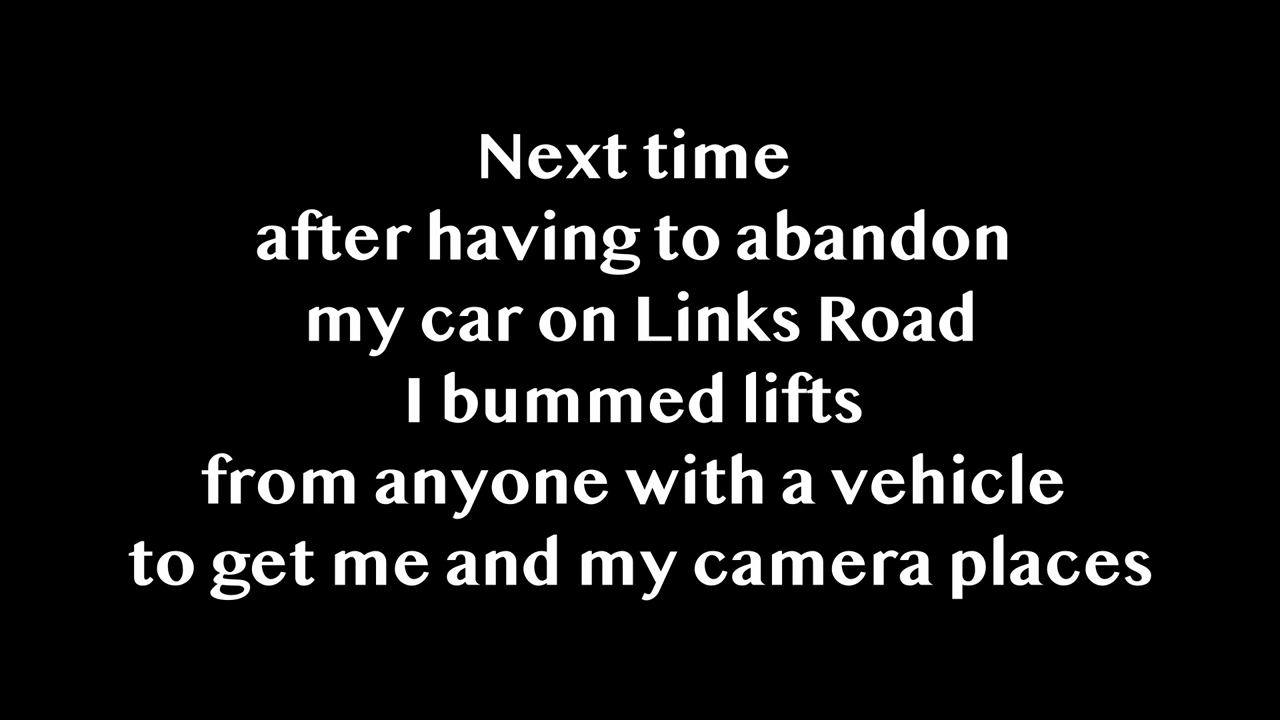 Next time
after having to abandon
my car on Links Road
I bummed lifts
from anyone with a vehicle
to get me and my camera places